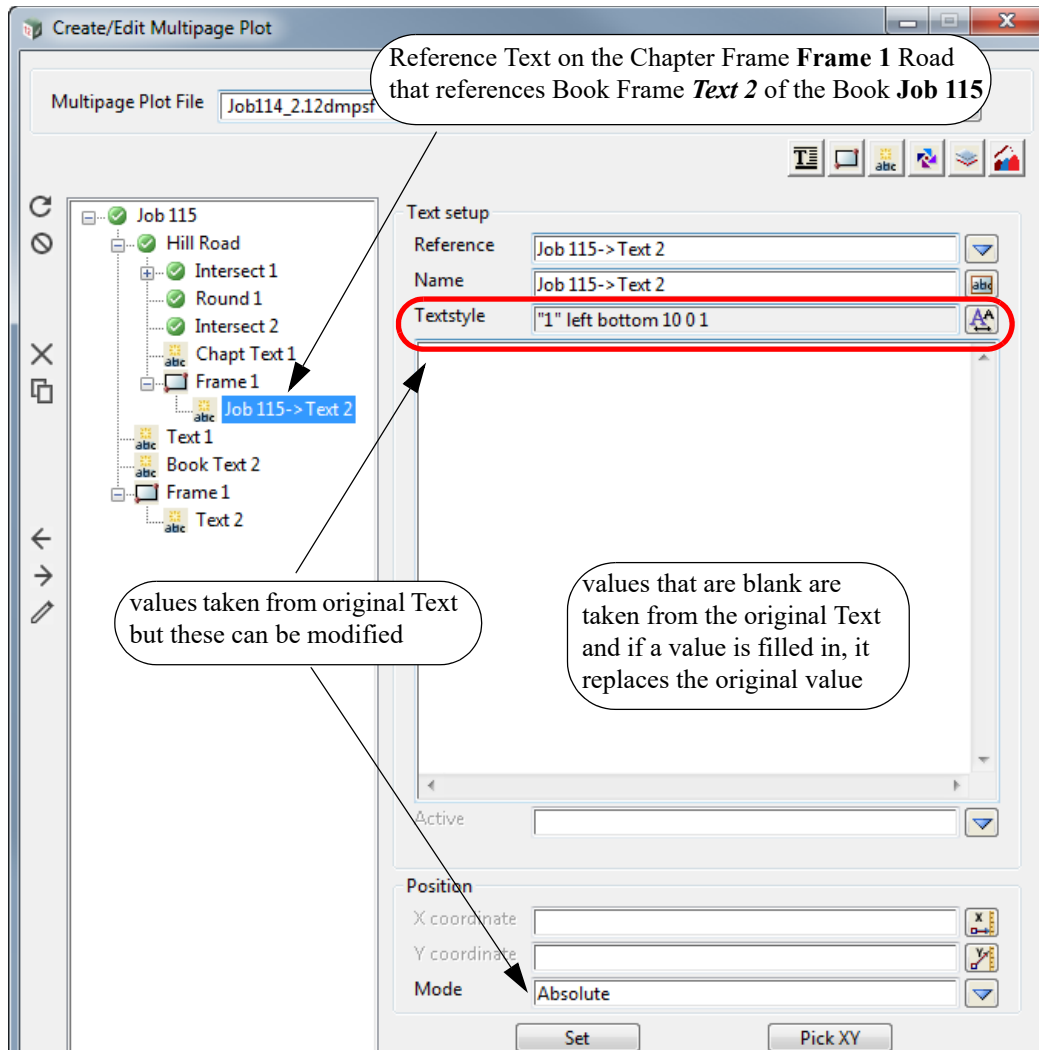 Create/Edit Multipage Plot
Reference Text on the Chapter Frame Frame 1 Road
that references Book Frame Text 2 of the Book Job 115
Multipage Plot File
Job114_2.12dmpsf
Job 115
Hill Road
Intersect 1
Round 1
Intersect 2
abc Chapt Text 1
Frame 1
abc Job 115->Text 2
abc Text 1
abc Book Text 2
Frame 1
abc Text 2
Text setup
Reference
Job 115->Text 2
Name
Job 115->Text 2
Textstyle
"1" left bottom 10 0 1
values taken from original Text
but these can be modified
values that are blank are
taken from the original Text
and if a value is filled in, it
replaces the original value
Active
Position
X coordinate
Y coordinate
Mode
Absolute
Set
Pick XY